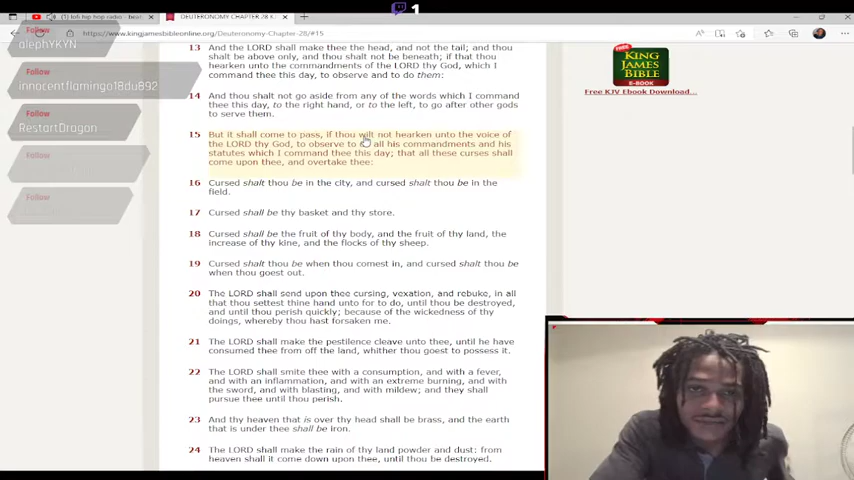 1
(1) lofi hip hop radio - bea
DEUTERONOMY CHAPTER 28 K
https://www.kingjamesbibleonline.org/Deuteronomy-Chapter-28/#15
Follow
alephYKYN
Follow
innocentflamingo18du892
Follow
RestartDragon
13 And the LORD shall make thee the head, and not the tail; and thou
shalt be above only, and thou shalt not be beneath; if that thou
hearken unto the commandments of the LORD thy God, which I
command thee this day, to observe and to do them:
14 And thou shalt not go aside from any of the words which I command
thee this day, to the right hand, or to the left, to go after other gods
to serve them.
15 But it shall come to pass, if thou wilt not hearken unto the voice of
the LORD thy God, to observe to all his commandments and his
statutes which I command thee this day; that all these curses shall
come upon thee, and overtake thee:
16 Cursed shalt thou be in the city, and cursed shalt thou be in the
field.
17 Cursed shall be thy basket and thy store.
18 Cursed shall be the fruit of thy body, and the fruit of thy land, the
increase of thy kine, and the flocks of thy sheep.
19 Cursed shalt thou be when thou comest in, and cursed shalt thou be
when thou goest out.
20 The LORD shall send upon thee cursing, vexation, and rebuke, in all
that thou settest thine hand unto for to do, until thou be destroyed,
and until thou perish quickly; because of the wickedness of thy
doings, whereby thou hast forsaken me.
21 The LORD shall make the pestilence cleave unto thee, until he have
consumed thee from off the land, whither thou goest to possess it.
22 The LORD shall smite thee with a consumption, and with a fever,
and with an inflammation, and with an extreme burning, and with
the sword, and with blasting, and with mildew; and they shall
pursue thee until thou perish.
23 And thy heaven that is over thy head shall be brass, and the earth
that is under thee shall be iron.
24 The LORD shall make the rain of thy land powder and dust: from
heaven shall it come down upon thee, until thou be destroyed.
FREE
KING
JAMES
BIBLE
E-BOOK
Free KJV Ebook Download...